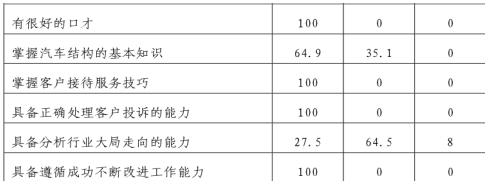 有很好的口才 100 0 0
掌握汽车结构的基本知识 64.9 35.1 0
掌握客户接待服务技巧 100 0 0
具备正确处理客户投诉的能力 100 0 0
具备分析行业大局走向的能力 27.5 64.5 8
具备遵循成功不断改进工作能力 100 0 0